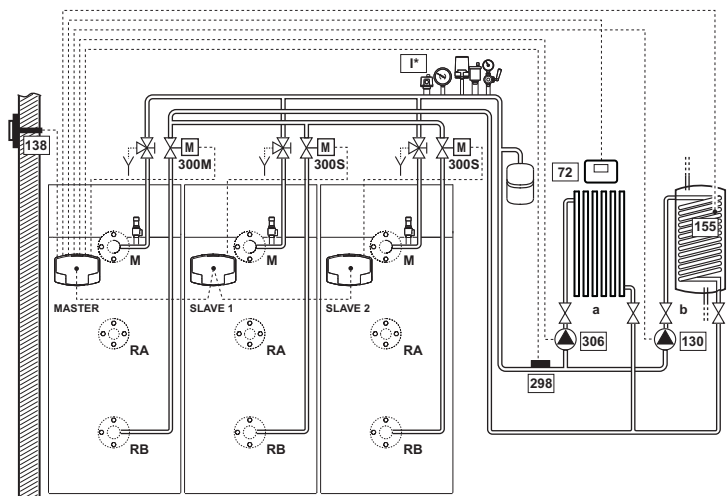 I*
138
M
300M
M
300S
M
300S
72
155
M
M
M
MASTER
SLAVE 1
SLAVE 2
a
b
RA
RA
RA
306
130
298
RB
RB
RB